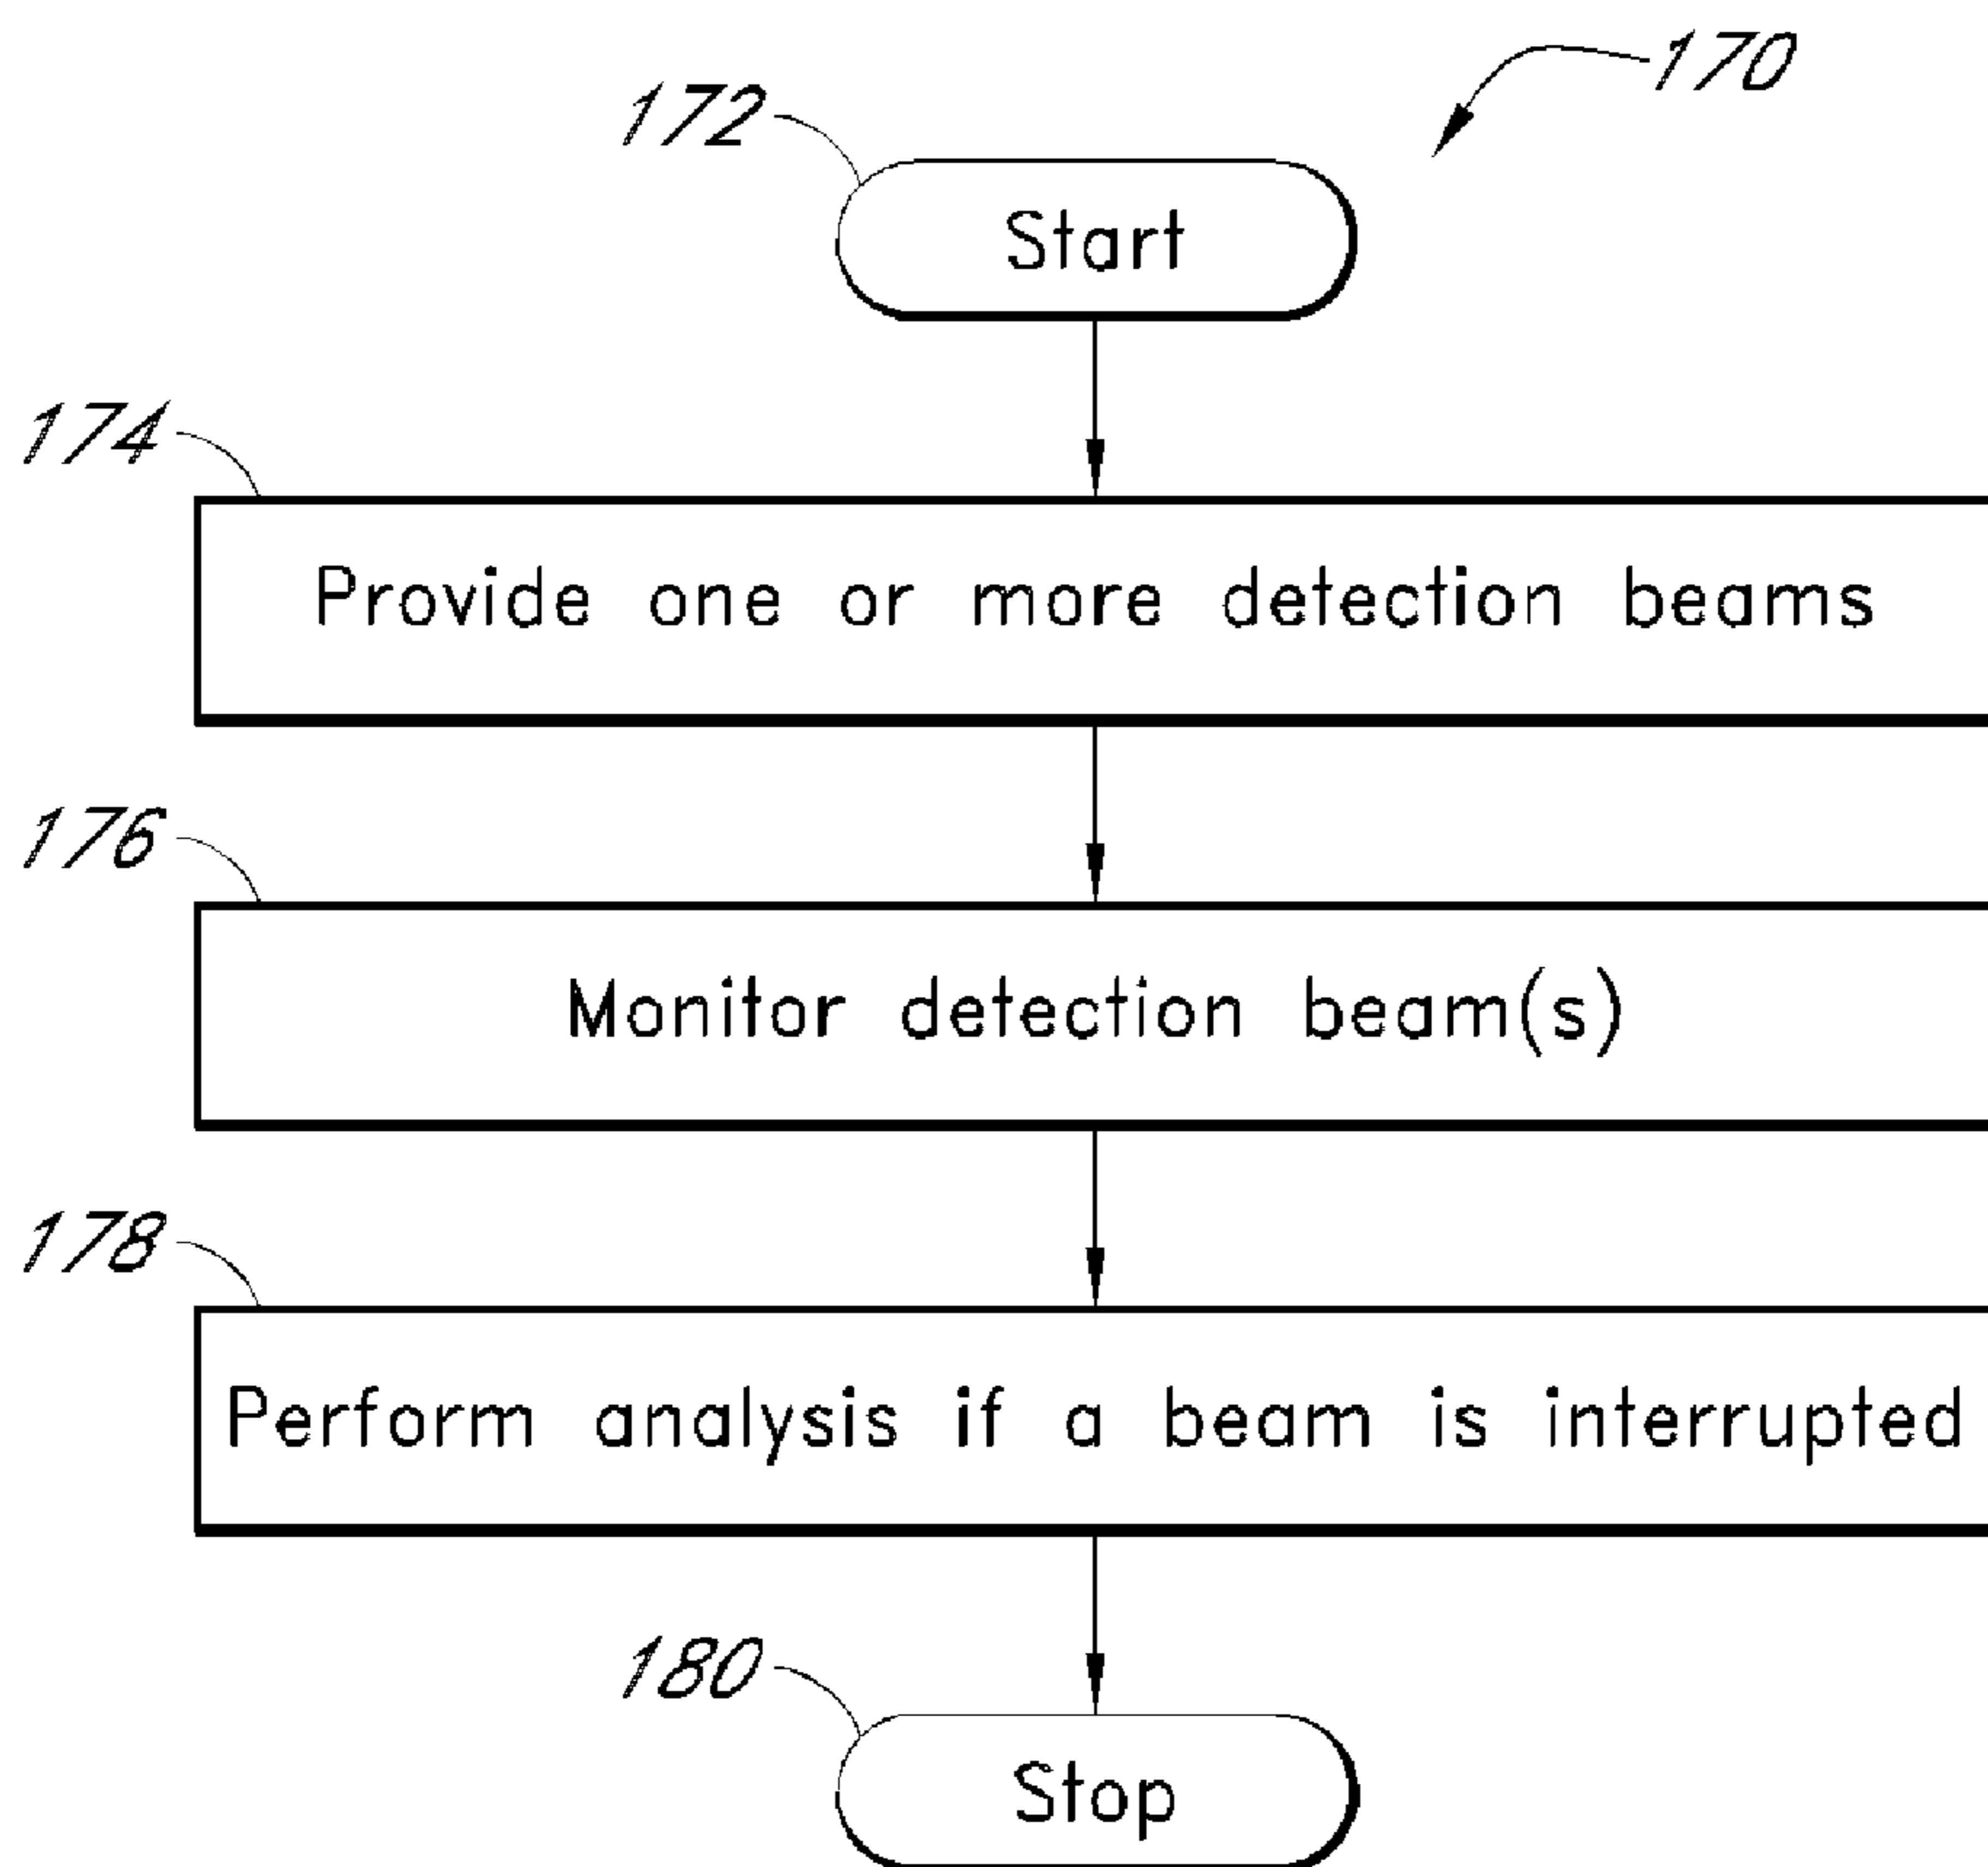 170
172
Start
174
Provide one or more detection beams
176
Monitor detection beam(s)
178
Perform analysis if a beam is interrupted
180
Stop